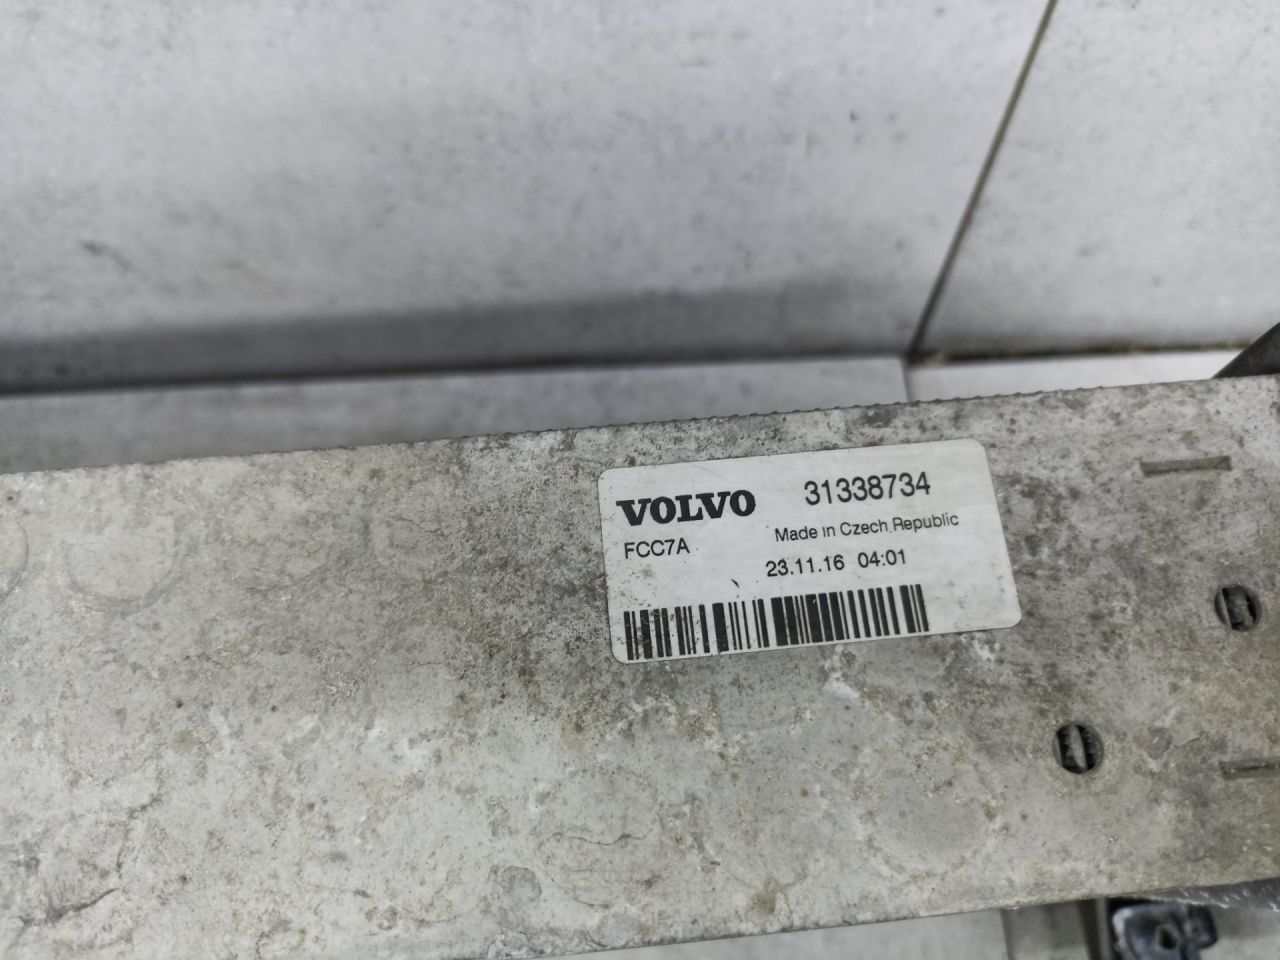 VOLVO 31338734
FCC7A Made in Czech Republic
23.11.16 04:01